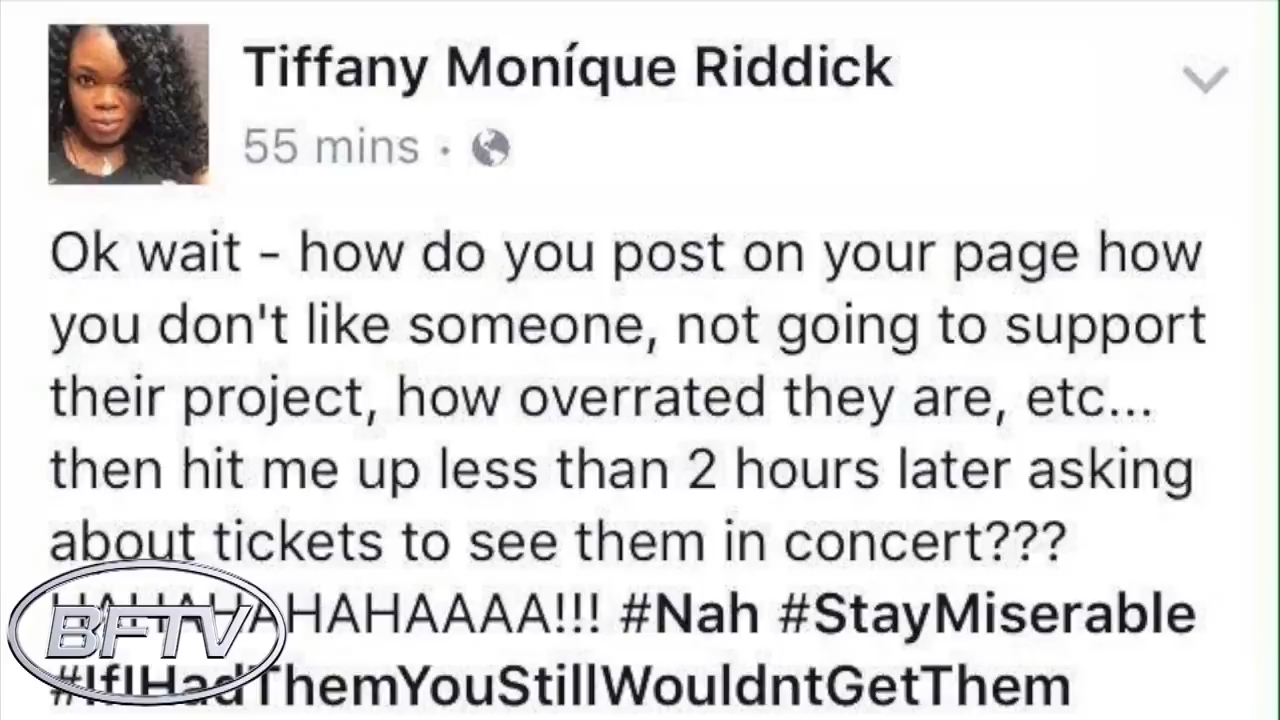 Tiffany Moníque Riddick
55 mins ·
Ok wait - how do you post on your page how
you don't like someone, not going to support
their project, how overrated they are, etc...
then hit me up less than 2 hours later asking
about tickets to see them in concert???
HAHAHAHAHAAAA!!! #Nah #StayMiserable
#IfIHadThemYouStillWouldntGetThem
BFTV